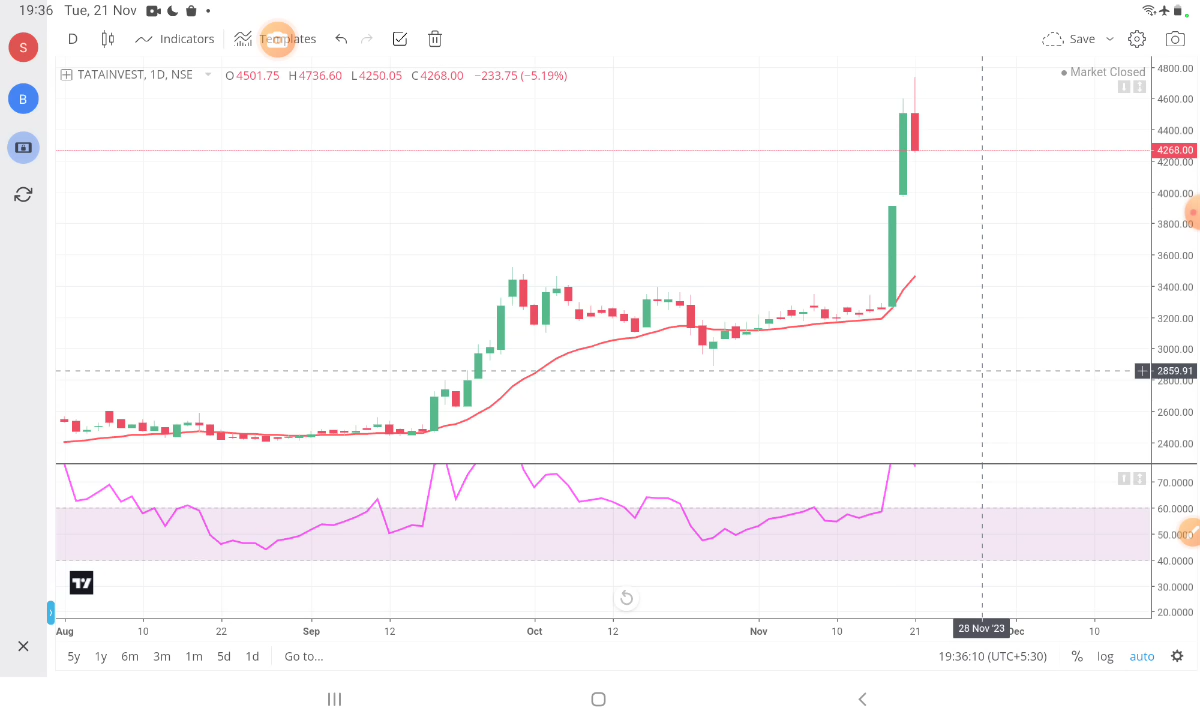 19:36 Tue, 21 Nov
S
B
D
Indicators
Templates
Save
TATAINVEST, 1D, NSE
O4501.75 H4736.60 L4250.05 C4268.00 −233.75 (−5.19%)
Market Closed
4800.00
4600.00
4400.00
4268.00
4200.00
4000.00
3800.00
3600.00
3400.00
3200.00
3000.00
2859.91
2800.00
2600.00
2400.00
70.0000
60.0000
50.0000
40.0000
30.0000
20.0000
Aug 10 22 Sep 12 Oct 12 Nov 10 21 28 Nov '23 Dec 10
5y 1y 6m 3m 1m 5d 1d Go to...
19:36:10 (UTC+5:30) % log auto